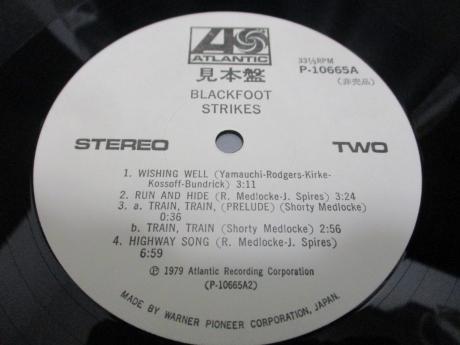 ATLANTIC
33⅓RPM
P-10665A
見本盤
(非売品)
BLACKFOOT
STRIKES
STEREO
TWO
1. WISHING WELL (Yamauchi-Rodgers-Kirke-
Kossoff-Bundrick) 3:11
2. RUN AND HIDE (R. Medlocke-J. Spires) 3:24
3. a. TRAIN, TRAIN, (PRELUDE) (Shorty Medlocke)
0:36
b. TRAIN, TRAIN (Shorty Medlocke) 2:56
4. HIGHWAY SONG (R. Medlocke-J. Spires)
6:59
Ⓟ © 1979 Atlantic Recording Corporation
(P-10665A2)
MADE BY WARNER PIONEER CORPORATION, JAPAN.